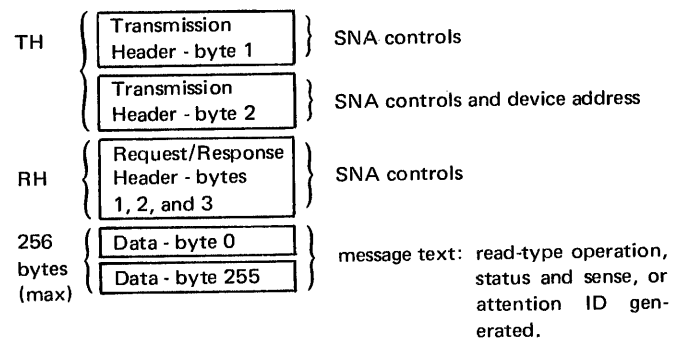 TH
Transmission
Header - byte 1
SNA controls
Transmission
Header - byte 2
SNA controls and device address
RH
Request/Response
Header - bytes
1, 2, and 3
SNA controls
256
bytes
(max)
Data - byte 0
Data - byte 255
message text: read-type operation,
status and sense, or
attention ID gen-
erated.